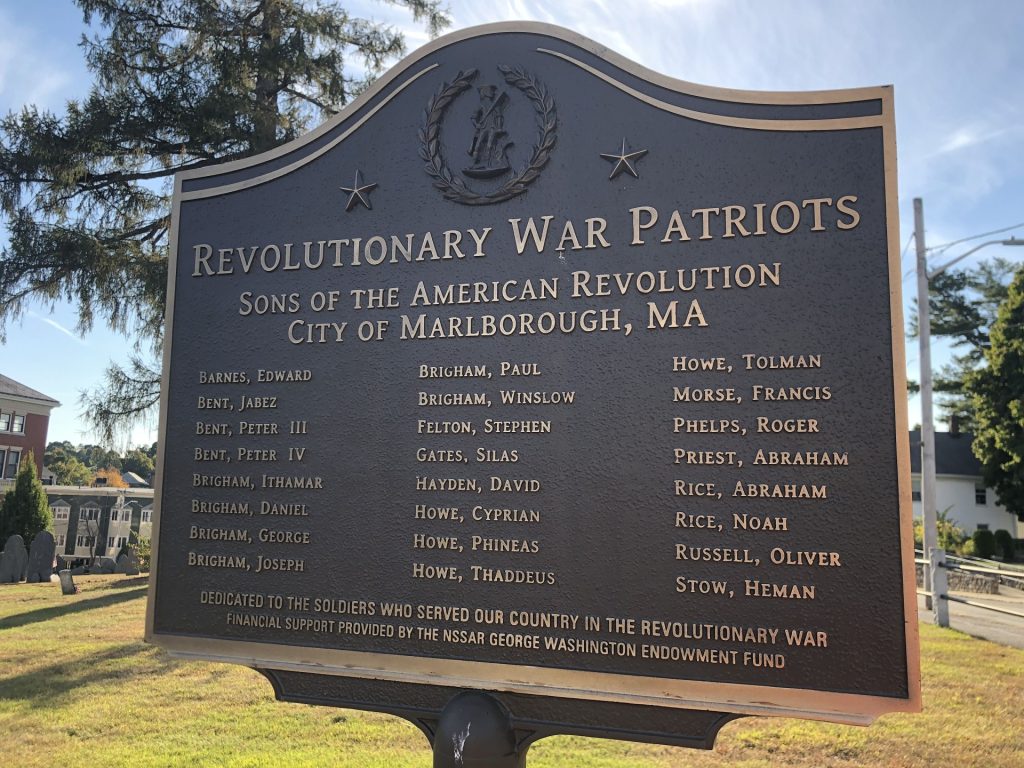 REVOLUTIONARY WAR PATRIOTS
SONS OF THE AMERICAN REVOLUTION
CITY OF MARLBOROUGH, MA
BARNES, EDWARD
BENT, JABEZ
BENT, PETER III
BENT, PETER IV
BRIGHAM, ITHAMAR
BRIGHAM, DANIEL
BRIGHAM, GEORGE
BRIGHAM, JOSEPH
BRIGHAM, PAUL
BRIGHAM, WINSLOW
FELTON, STEPHEN
GATES, SILAS
HAYDEN, DAVID
HOWE, CYPRIAN
HOWE, PHINEAS
HOWE, THADDEUS
HOWE, TOLMAN
MORSE, FRANCIS
PHELPS, ROGER
PRIEST, ABRAHAM
RICE, ABRAHAM
RICE, NOAH
RUSSELL, OLIVER
STOW, HEMAN
DEDICATED TO THE SOLDIERS WHO SERVED OUR COUNTRY IN THE REVOLUTIONARY WAR
FINANCIAL SUPPORT PROVIDED BY THE NSSAR GEORGE WASHINGTON ENDOWMENT FUND